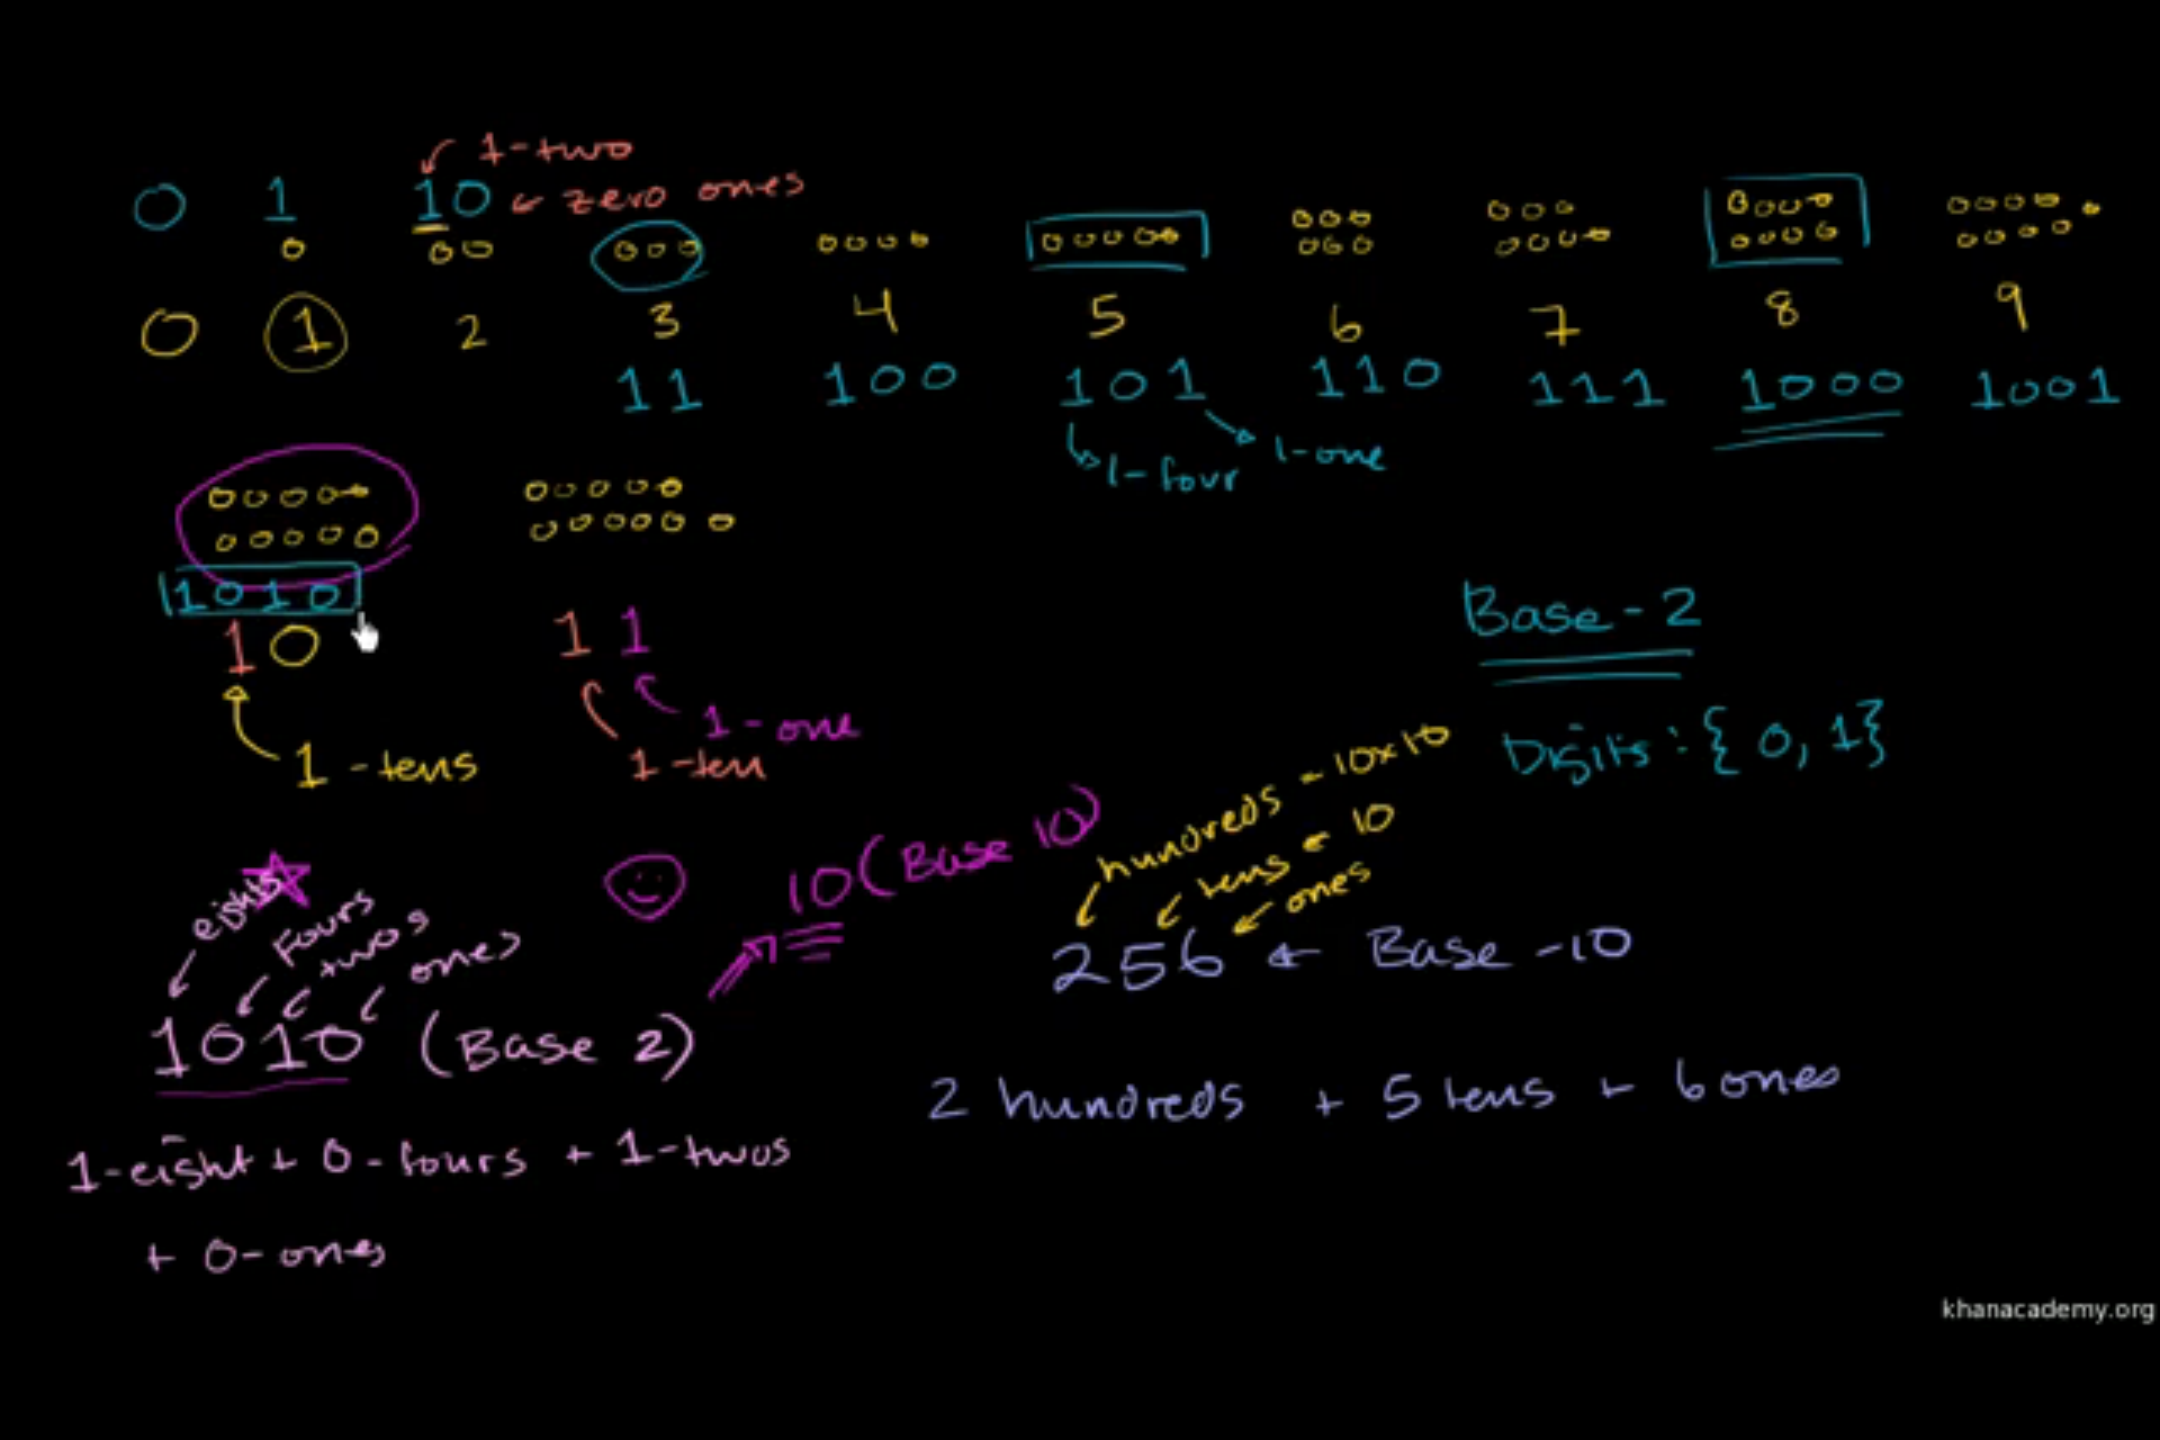 1-two
0 1 10 zero ones
0 1 2 3 4 5 6 7 8 9
11 100 101 110 111 1000 1001
1-four 1-one
1010
10 11
1-one
1-tens 1-ten
Base-2
Digits: {0, 1}
eights
fours
twos
ones
1010 (Base 2)
10 (Base 10)
hundreds - 10x10
tens - 10
ones
256 Base-10
1-eight + 0-fours + 1-twos
+ 0-ones
2 hundreds + 5 tens + 6 ones
khanacademy.org